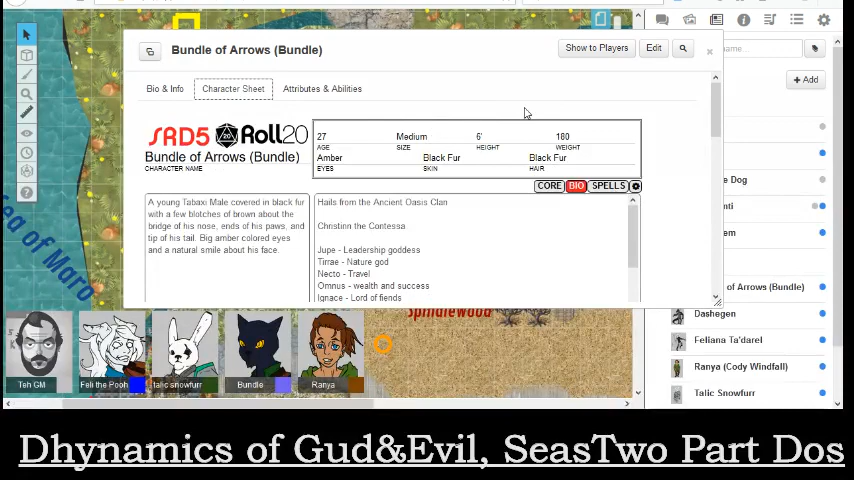 Bundle of Arrows (Bundle)
Show to Players
Edit
Bio & Info
Character Sheet
Attributes & Abilities
name...
Add
SRD5 Roll20
Bundle of Arrows (Bundle)
CHARACTER NAME
27 Medium 6' 180
AGE SIZE HEIGHT WEIGHT
Amber Black Fur Black Fur
EYES SKIN HAIR
CORE BIO SPELLS
A young Tabaxi Male covered in black fur
with a few blotches of brown about the
bridge of his nose, ends of his paws, and
tip of his tail. Big amber colored eyes
and a natural smile about his face.
Hails from the Ancient Oasis Clan
Christinn the Contessa
Jupe - Leadership goddess
Tirrae - Nature god
Necto - Travel
Omnus - wealth and success
Ignace - Lord of fiends
ea of Maro
Spindlewood
Teh GM
Feli the Pooh
talic snowfurr
Bundle
Ranya
e Dog
nti
em
e of Arrows (Bundle)
Dashegen
Feliana Ta'darel
Ranya (Cody Windfall)
Talic Snowfurr
Dhynamics of Gud&Evil, SeasTwo Part Dos